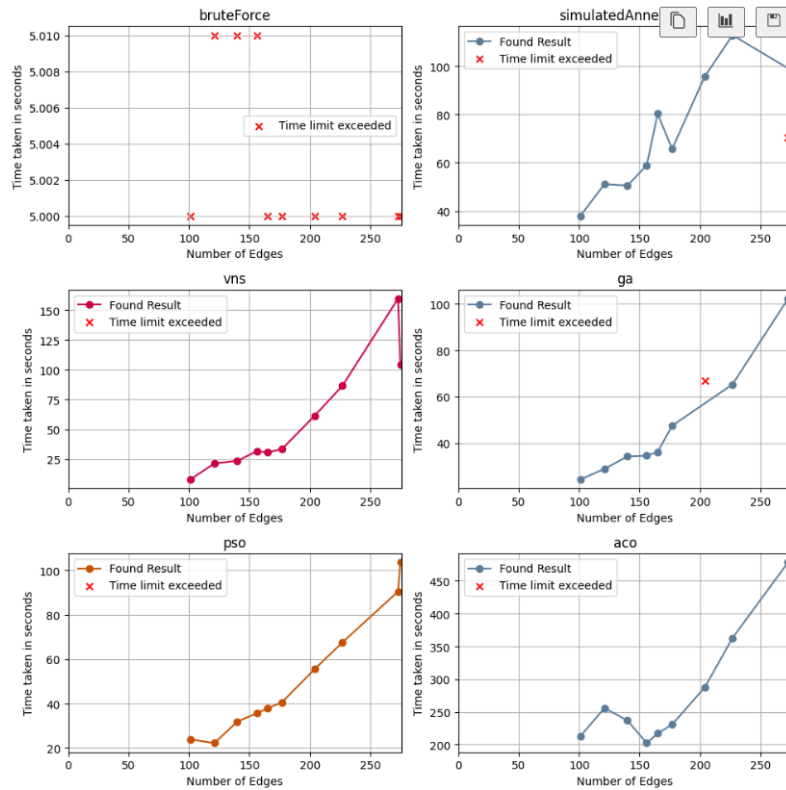 bruteForce
5.010
5.008
5.006
5.004
5.002
5.000
Time taken in seconds
Time limit exceeded
0 50 100 150 200 250
Number of Edges
simulatedAnne
100
80
60
40
Time taken in seconds
Found Result
Time limit exceeded
0 50 100 150 200 250
Number of Edges
vns
150
125
100
75
50
25
Time taken in seconds
Found Result
Time limit exceeded
0 50 100 150 200 250
Number of Edges
ga
100
80
60
40
Time taken in seconds
Found Result
Time limit exceeded
0 50 100 150 200 250
Number of Edges
pso
100
80
60
40
20
Time taken in seconds
Found Result
Time limit exceeded
0 50 100 150 200 250
Number of Edges
aco
450
400
350
300
250
200
Time taken in seconds
Found Result
Time limit exceeded
0 50 100 150 200 250
Number of Edges